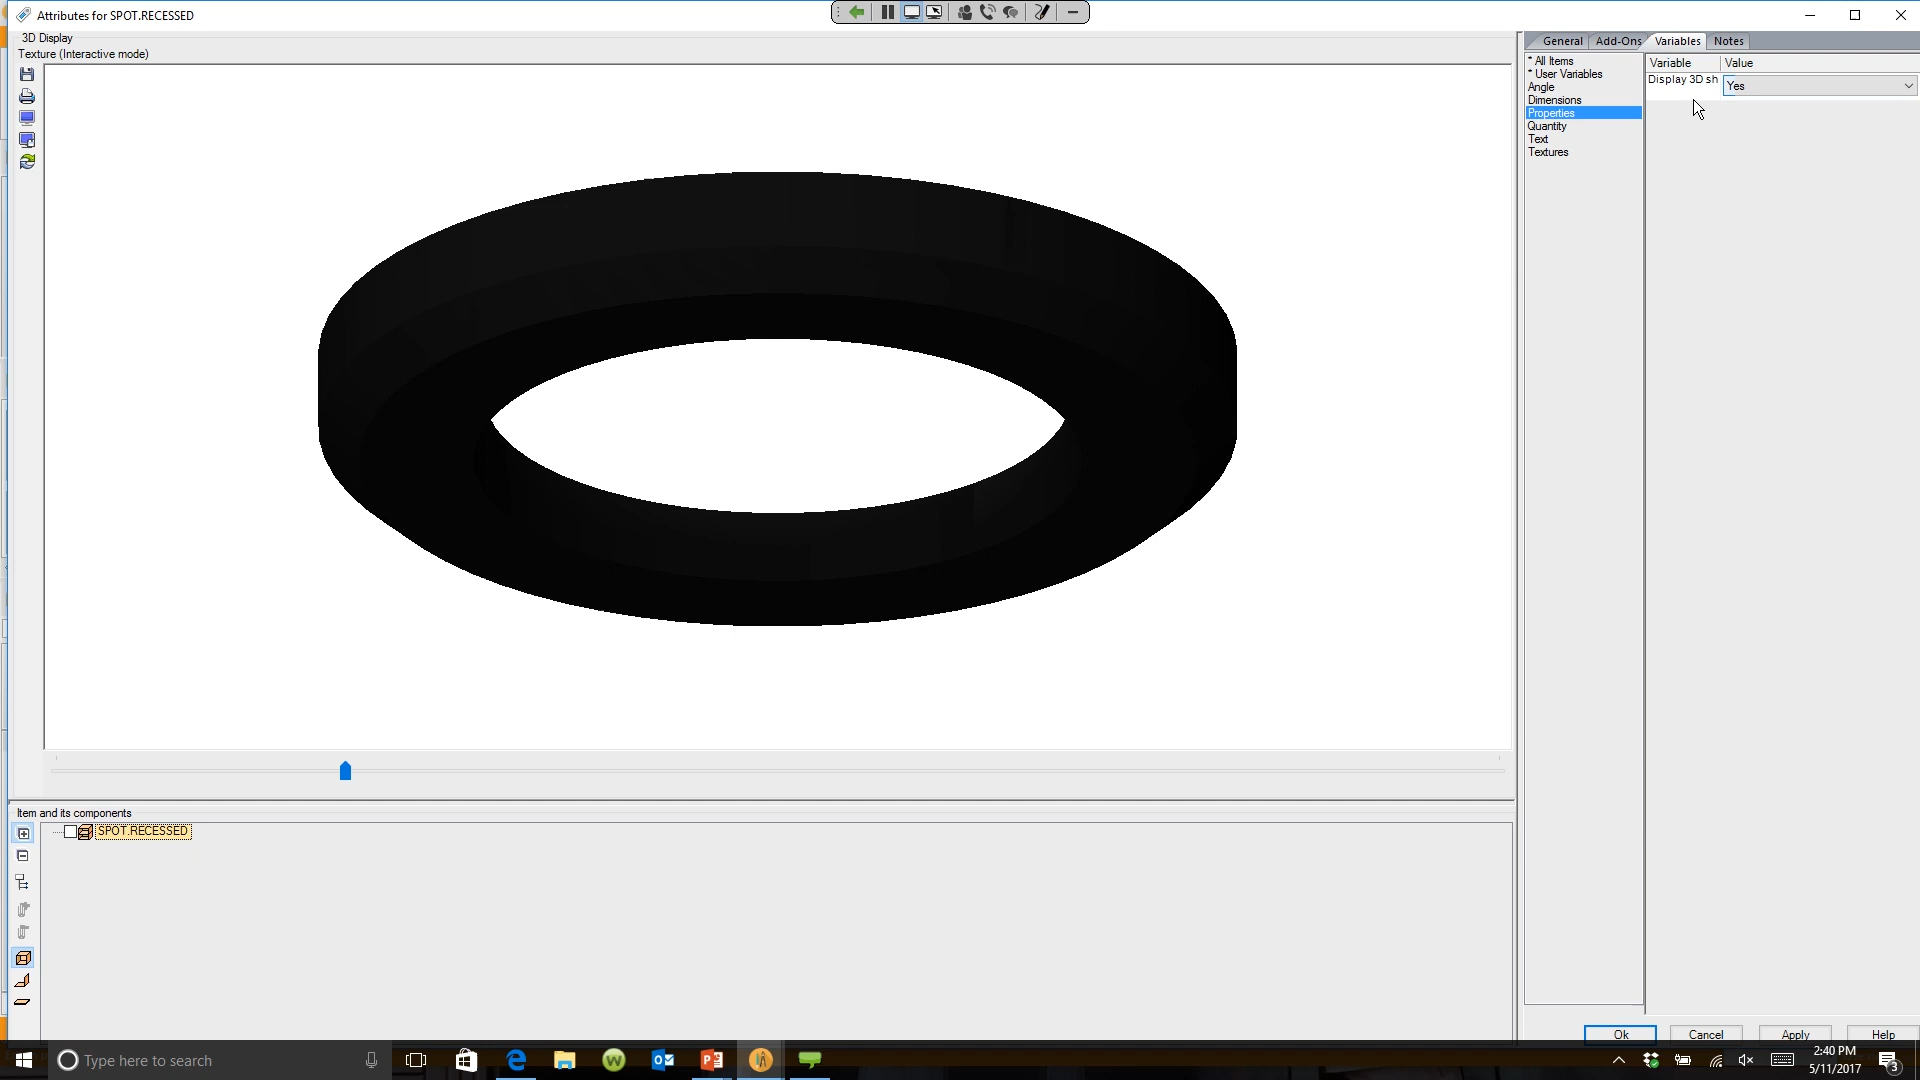 Attributes for SPOT.RECESSED
3D Display
Texture (Interactive mode)
General Add-Ons Variables Notes
* All Items
* User Variables
Angle
Dimensions
Properties
Quantity
Text
Textures
Variable Value
Display 3D sh Yes
Item and its components
SPOT.RECESSED
Ok Cancel Apply Help
Type here to search
2:40 PM
5/11/2017
3